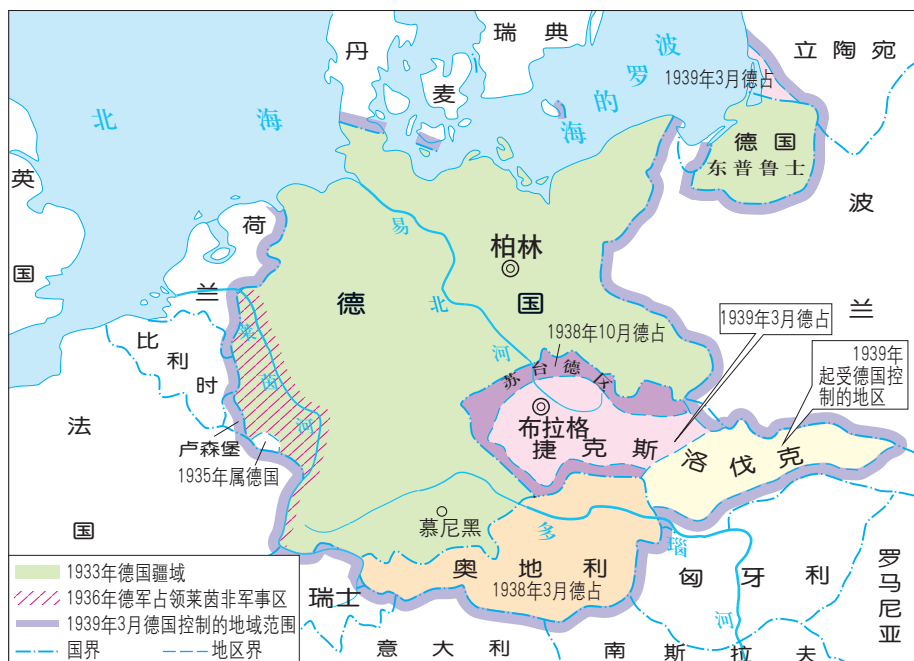 瑞典
丹麦
波罗的海
立陶宛
1939年3月德占
北海
德国
东普鲁士
英国
荷兰
波兰
易北河
柏林
德国
莱茵河
比利时
1938年10月德占
苏台德区
1939年3月德占
1939年
起受德国控
制的地区
布拉格
捷克斯洛伐克
法国
卢森堡
1935年属德国
慕尼黑
多瑙河
奥地利
1938年3月德占
匈牙利
罗马尼亚
瑞士
意大利
南斯拉夫
1933年德国疆域
1936年德军占领莱茵非军事区
1939年3月德国控制的地域范围
国界
地区界